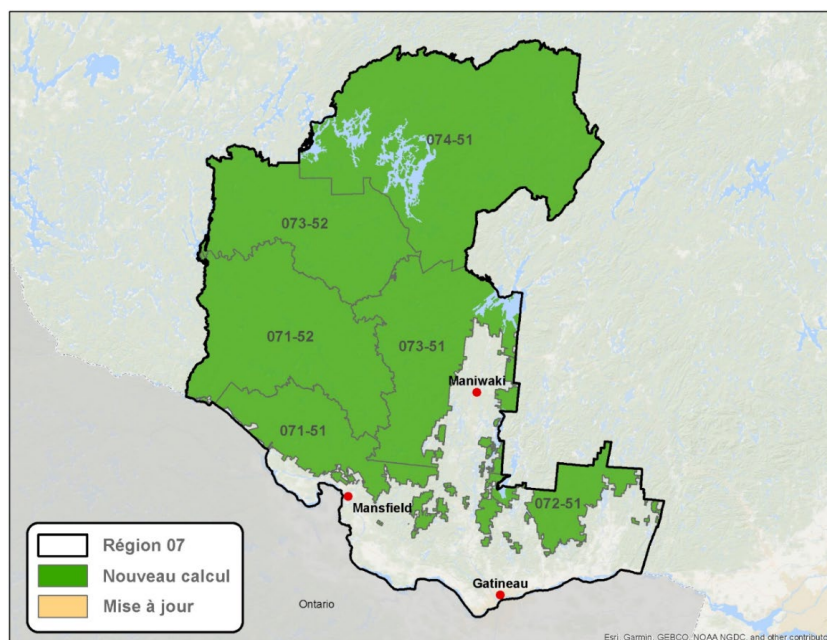 074-51
073-52
071-52
073-51
Maniwaki
071-51
072-51
Mansfield
Région 07
Nouveau calcul
Mise à jour
Gatineau
Ontario
Esri, Garmin, GEBCO, NOAA NGDC, and other contributo